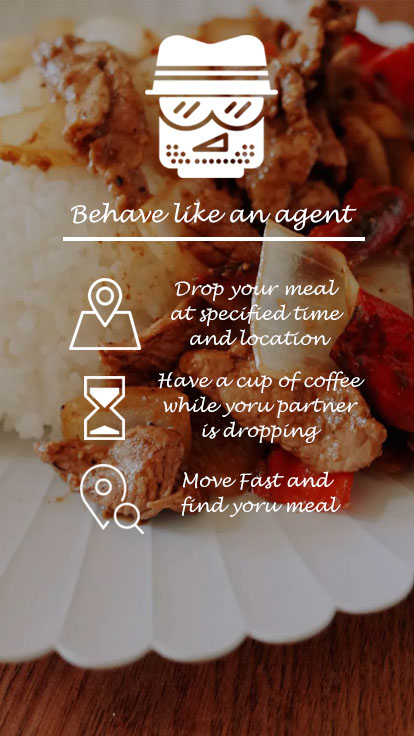 Behave like an agent
Drop your meal
at specified time
and location
Have a cup of coffee
while yoru partner
is dropping
Move Fast and
find yoru meal